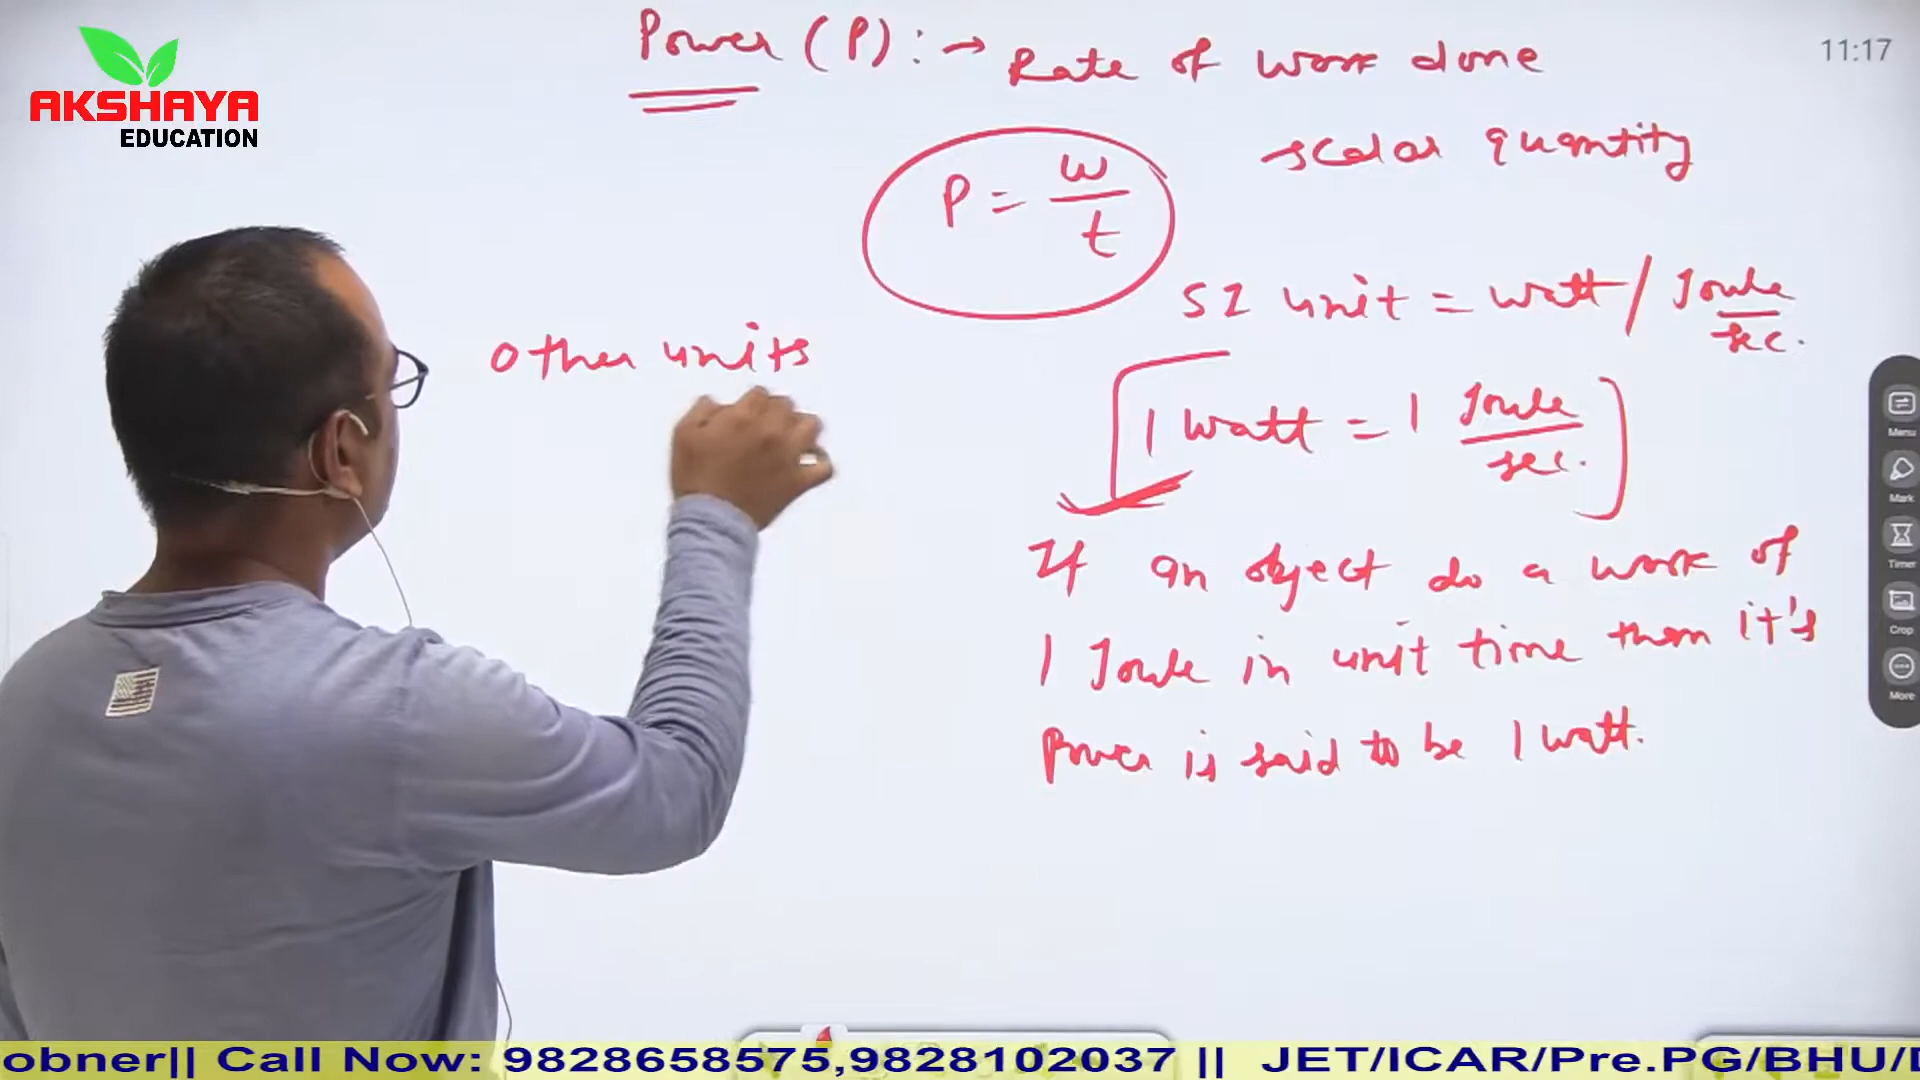 AKSHAYA
EDUCATION
Power (P): → Rate of work done
11:17
scalar quantity
P = w/t
SI unit = watt / Joule/sec.
Other units
1 watt = 1 Joule/sec.
If an object do a work of
1 Joule in unit time then it's
power is said to be 1 watt.
Menu
Mark
Timer
Crop
More
obner|| Call Now: 9828658575,9828102037 || JET/ICAR/Pre.PG/BHU/